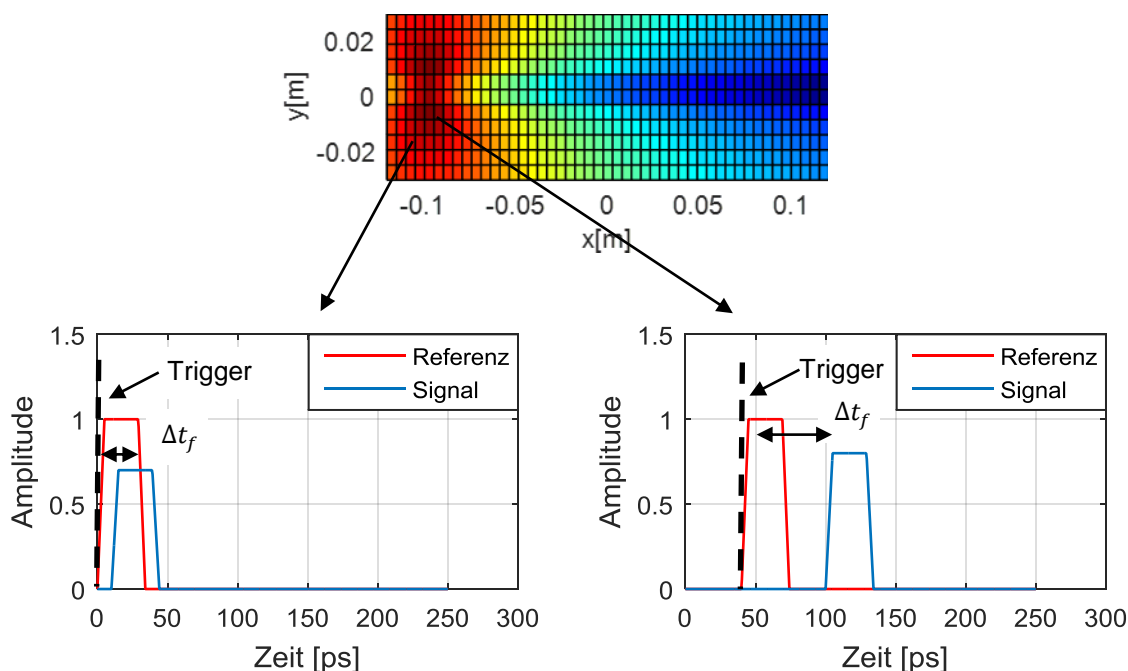 0.02
y[m]
0
-0.02
-0.1 -0.05 0 0.05 0.1
x[m]
1.5
Referenz
Signal
Trigger
Δt_f
1
0.5
0
Amplitude
0 50 100 150 200 250 300
Zeit [ps]
1.5
Referenz
Signal
Trigger
Δt_f
1
0.5
0
Amplitude
0 50 100 150 200 250 300
Zeit [ps]